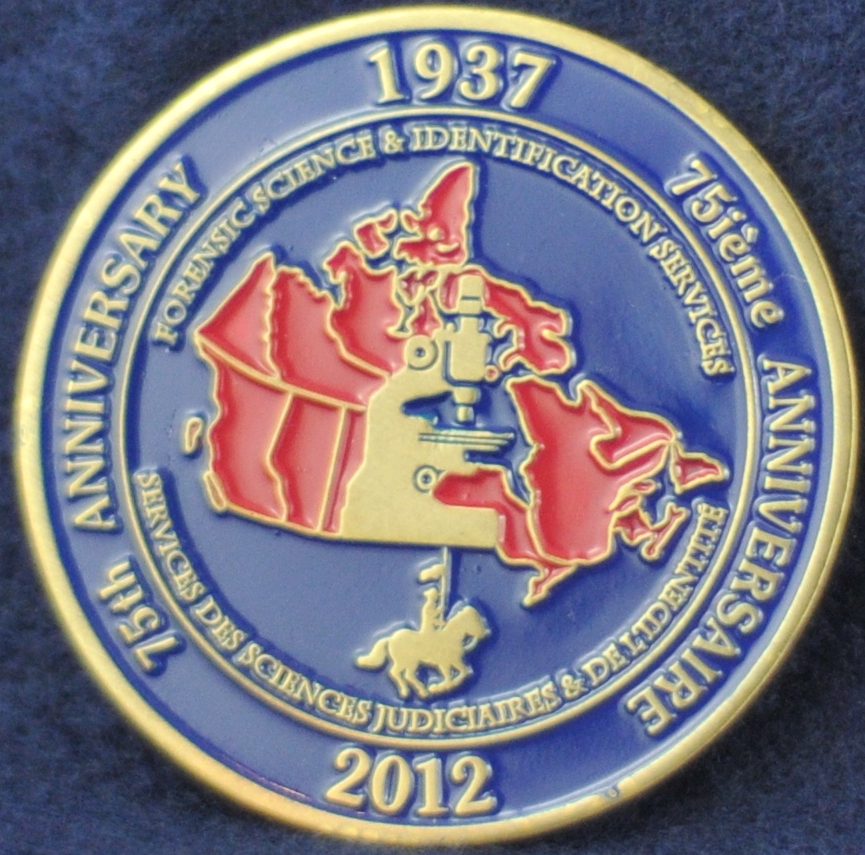 1937
75th ANNIVERSARY
75ième ANNIVERSAIRE
FORENSIC SCIENCE & IDENTIFICATION SERVICES
SERVICES DES SCIENCES JUDICIAIRES & DE L'IDENTITÉ
2012